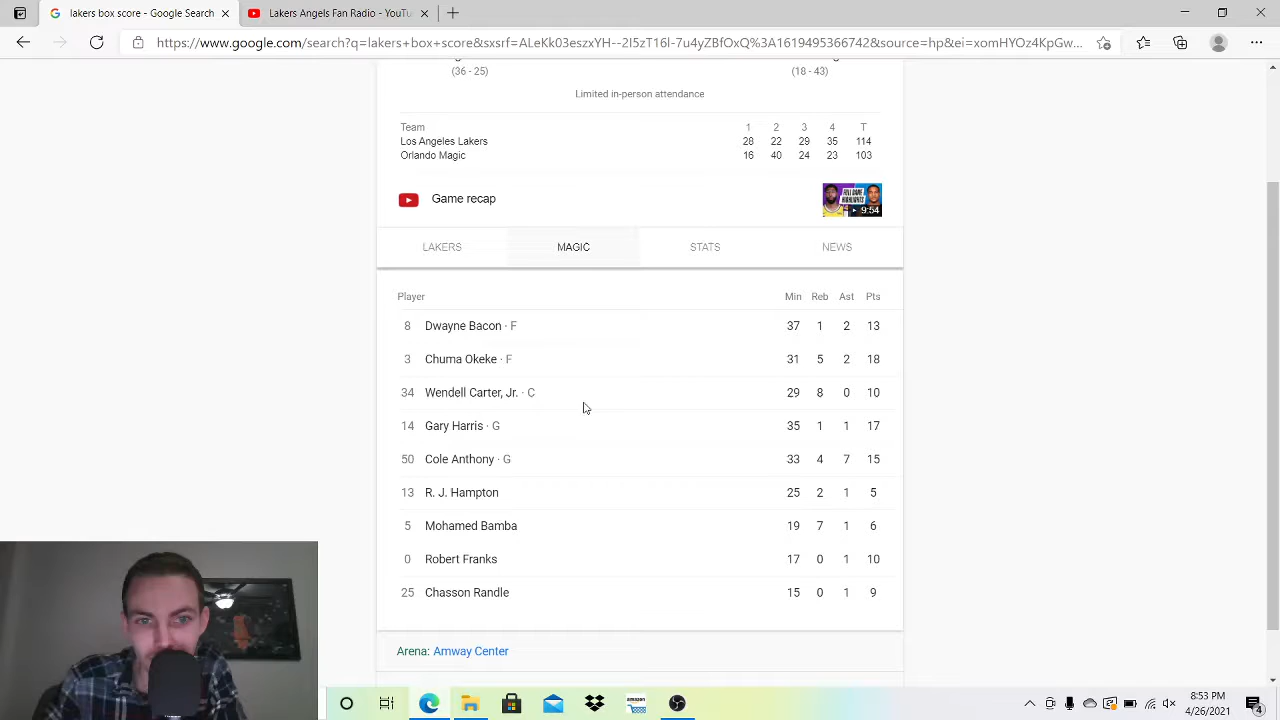 lakers box score - Google Search
Lakers Angels Fan Radio - YouTu
https://www.google.com/search?q=lakers+box+score&sxsrf=ALeKk03eszxYH--2I5zT16l-7u4yZBfOxQ%3A1619495366742&source=hp&ei=xomHYOz4KpGw...
(36 - 25)
(18 - 43)
Limited in-person attendance
Team 1 2 3 4 T
Los Angeles Lakers 28 22 29 35 114
Orlando Magic 16 40 24 23 103
Game recap
FULL GAME
HIGHLIGHTS
9:54
LAKERS MAGIC STATS NEWS
Player Min Reb Ast Pts
8 Dwayne Bacon · F 37 1 2 13
3 Chuma Okeke · F 31 5 2 18
34 Wendell Carter, Jr. · C 29 8 0 10
14 Gary Harris · G 35 1 1 17
50 Cole Anthony · G 33 4 7 15
13 R. J. Hampton 25 2 1 5
5 Mohamed Bamba 19 7 1 6
0 Robert Franks 17 0 1 10
25 Chasson Randle 15 0 1 9
Arena: Amway Center
amazon
8:53 PM
4/26/2021
4